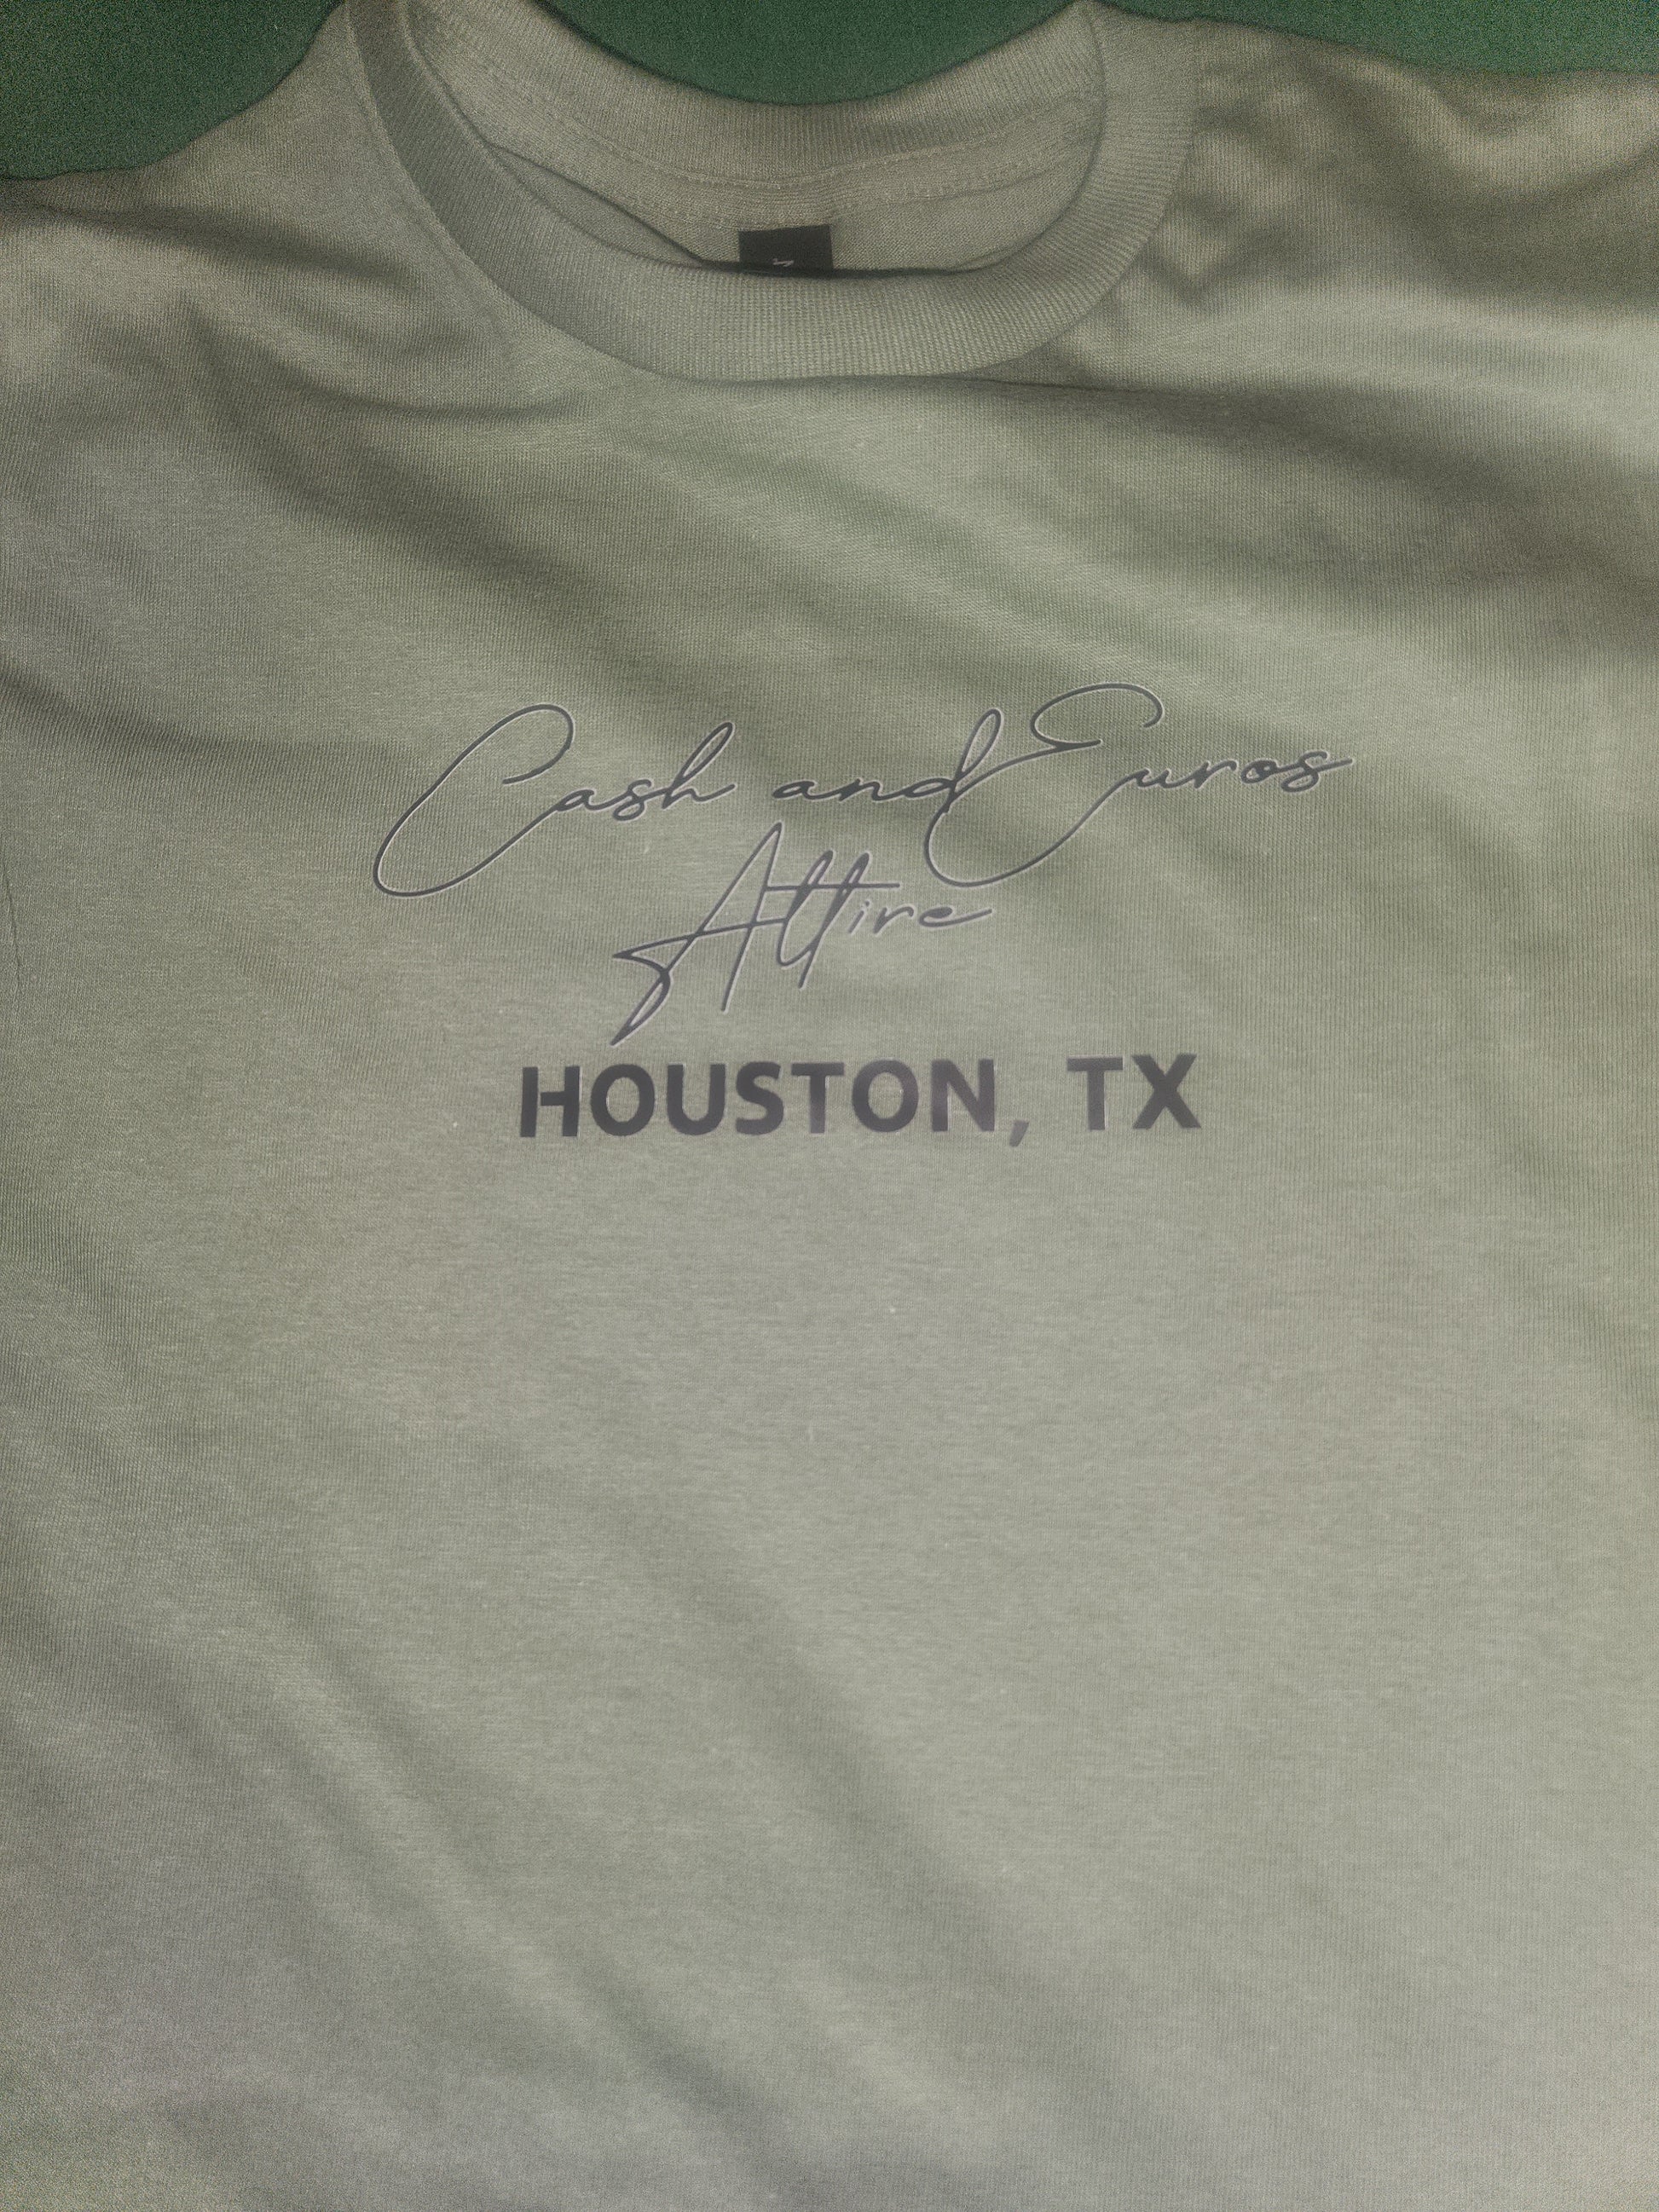 Cash and Euros
Attire
HOUSTON, TX